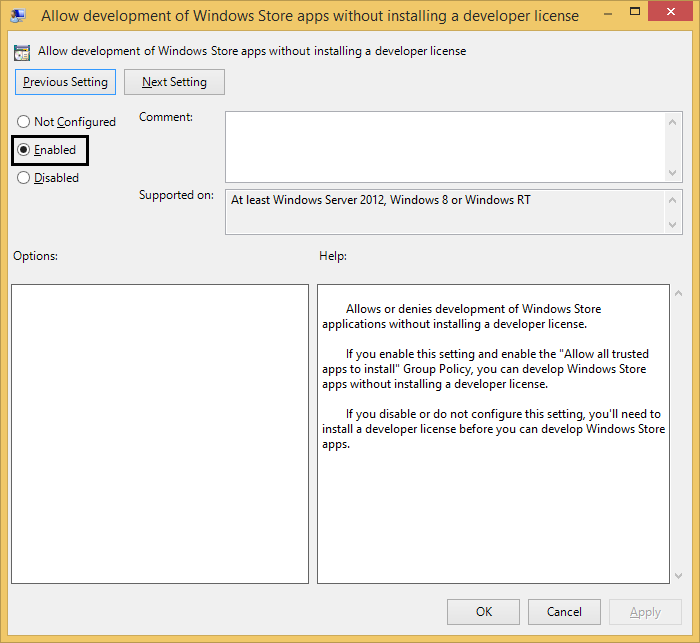 Allow development of Windows Store apps without installing a developer license
Allow development of Windows Store apps without installing a developer license
Previous Setting
Next Setting
Not Configured
Comment:
Enabled
Disabled
Supported on:
At least Windows Server 2012, Windows 8 or Windows RT
Options:
Help:
Allows or denies development of Windows Store
applications without installing a developer license.
If you enable this setting and enable the "Allow all trusted
apps to install" Group Policy, you can develop Windows Store
apps without installing a developer license.
If you disable or do not configure this setting, you'll need to
install a developer license before you can develop Windows Store
apps.
OK
Cancel
Apply